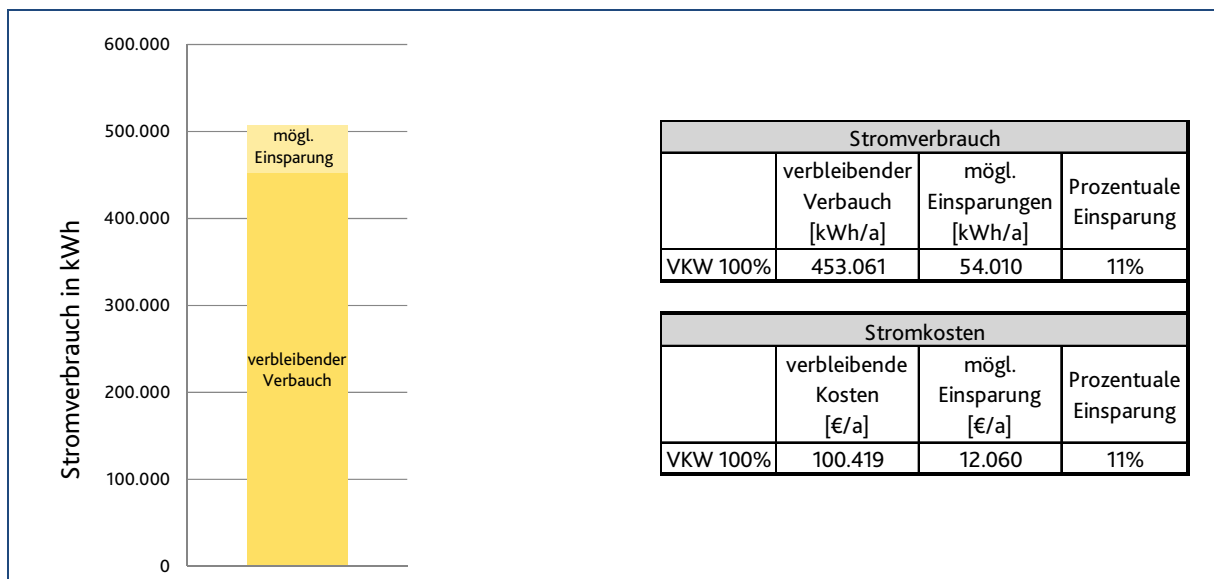 Stromverbrauch in kWh
600.000
500.000
400.000
300.000
200.000
100.000
0
mögl.
Einsparung
verbleibender
Verbauch
Stromverbrauch
verbleibender
Verbauch
[kWh/a]
mögl.
Einsparungen
[kWh/a]
Prozentuale
Einsparung
VKW 100% 453.061 54.010 11%
Stromkosten
verbleibende
Kosten
[€/a]
mögl.
Einsparung
[€/a]
Prozentuale
Einsparung
VKW 100% 100.419 12.060 11%